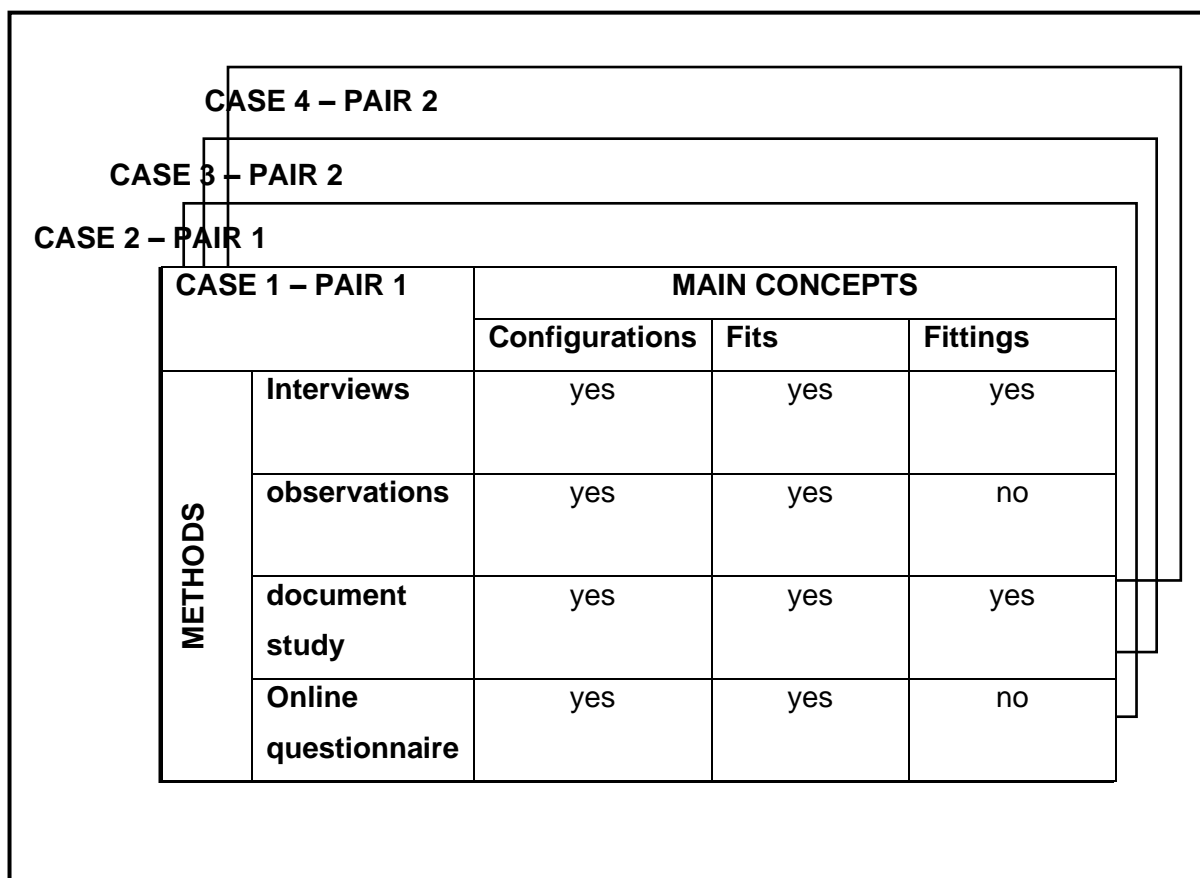 CASE 4 – PAIR 2
CASE 3 – PAIR 2
CASE 2 – PAIR 1
CASE 1 – PAIR 1 MAIN CONCEPTS
Configurations Fits Fittings
METHODS
Interviews yes yes yes
observations yes yes no
document yes yes yes
study
Online yes yes no
questionnaire